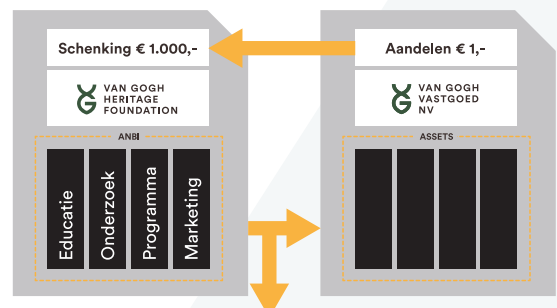 Schenking € 1.000,-
VAN GOGH
HERITAGE
FOUNDATION
ANBI
Educatie
Onderzoek
Programma
Marketing
Aandelen € 1,-
VAN GOGH
VASTGOED
NV
ASSETS